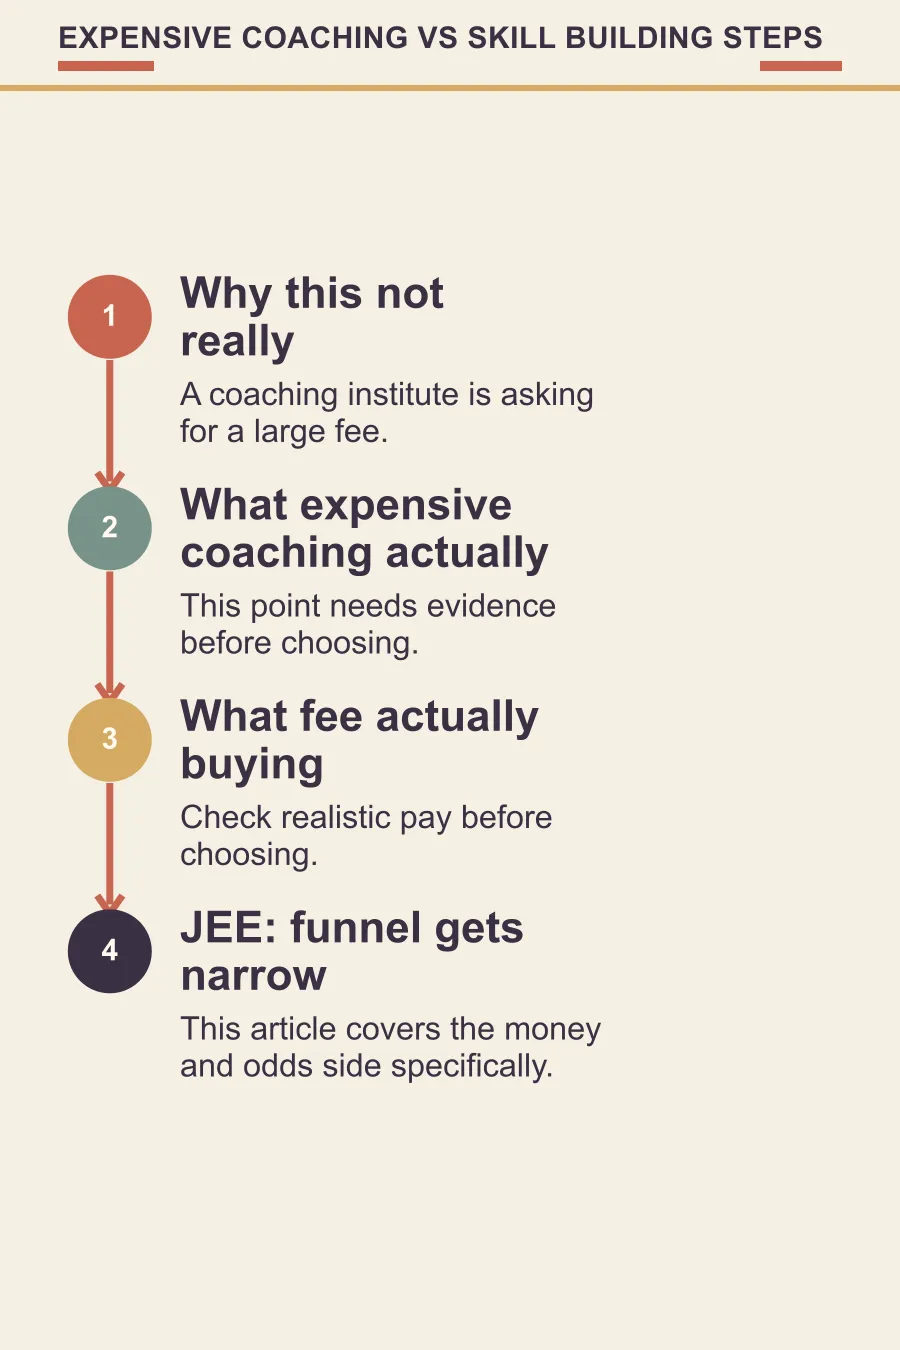 EXPENSIVE COACHING VS SKILL BUILDING STEPS
1
Why this not
really
A coaching institute is asking
for a large fee.
2
What expensive
coaching actually
This point needs evidence
before choosing.
3
What fee actually
buying
Check realistic pay before
choosing.
4
JEE: funnel gets
narrow
This article covers the money
and odds side specifically.